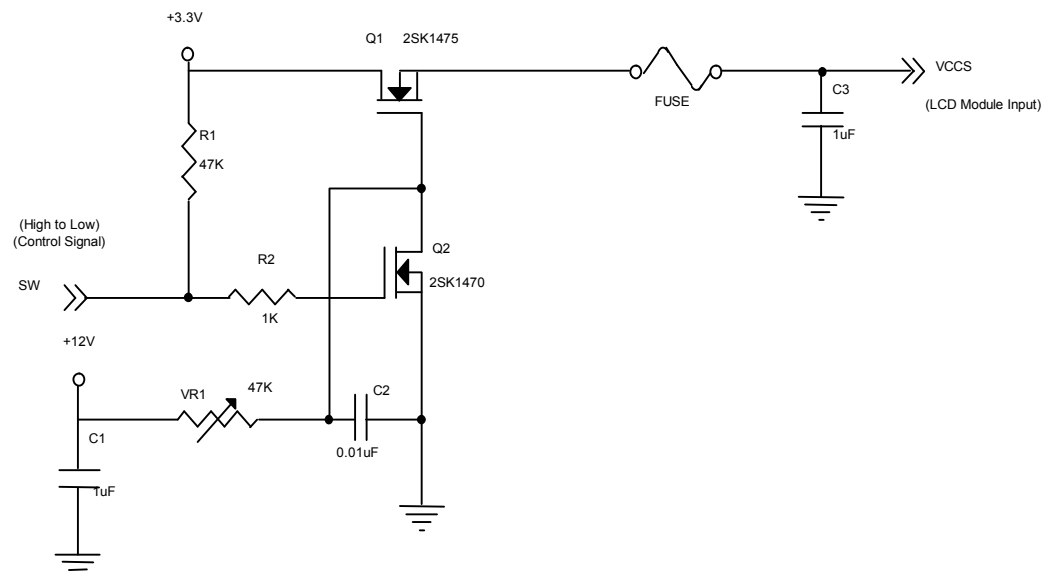 +3.3V
Q1 2SK1475
VCCS
FUSE
C3
(LCD Module Input)
1uF
R1
47K
(High to Low)
(Control Signal)
R2
Q2
2SK1470
SW
1K
+12V
VR1
47K
C2
C1
0.01uF
1uF